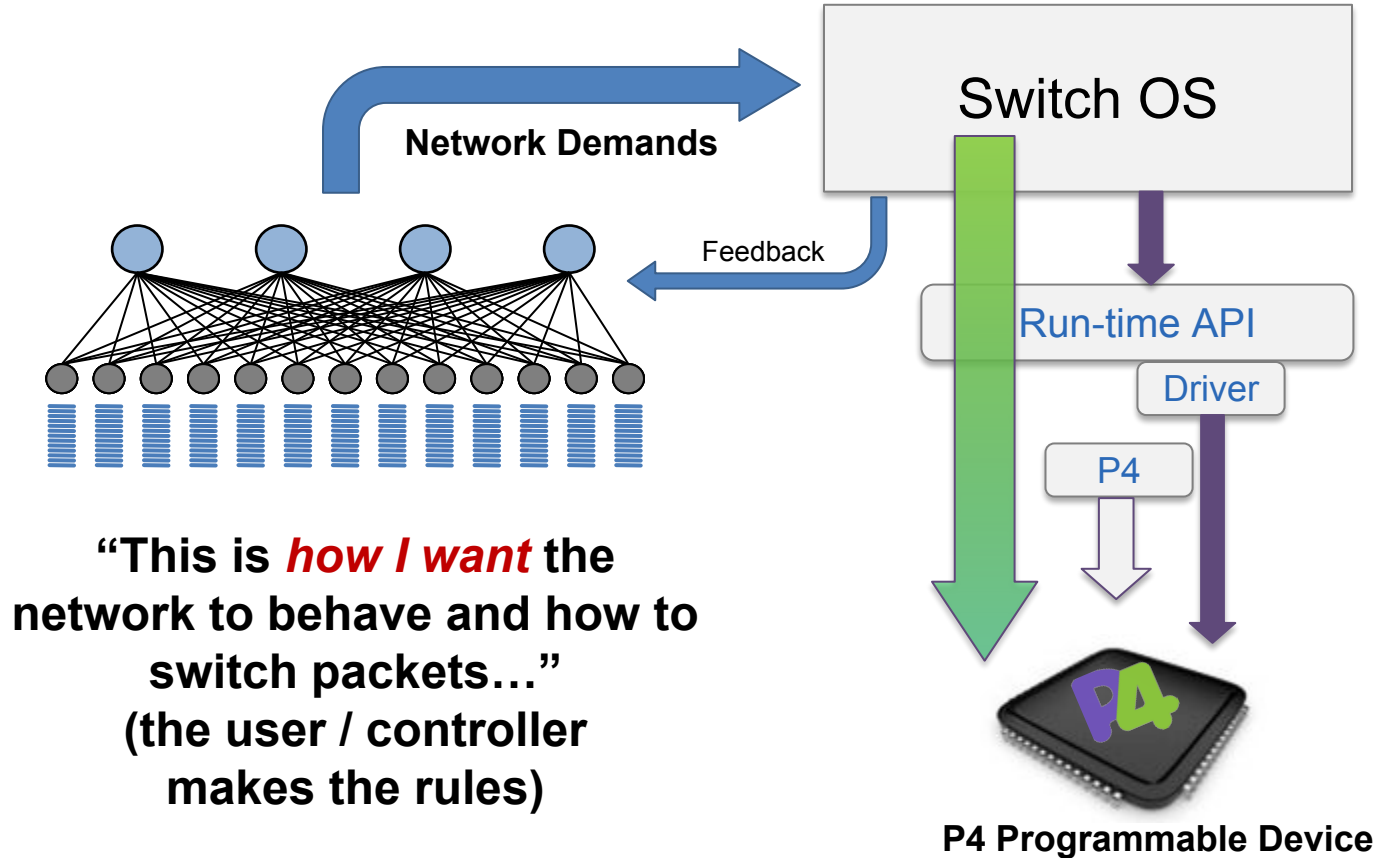 Switch OS
Network Demands
Feedback
Run-time API
Driver
P4
“This is how I want the
network to behave and how to
switch packets…”
(the user / controller
makes the rules)
P4
P4 Programmable Device